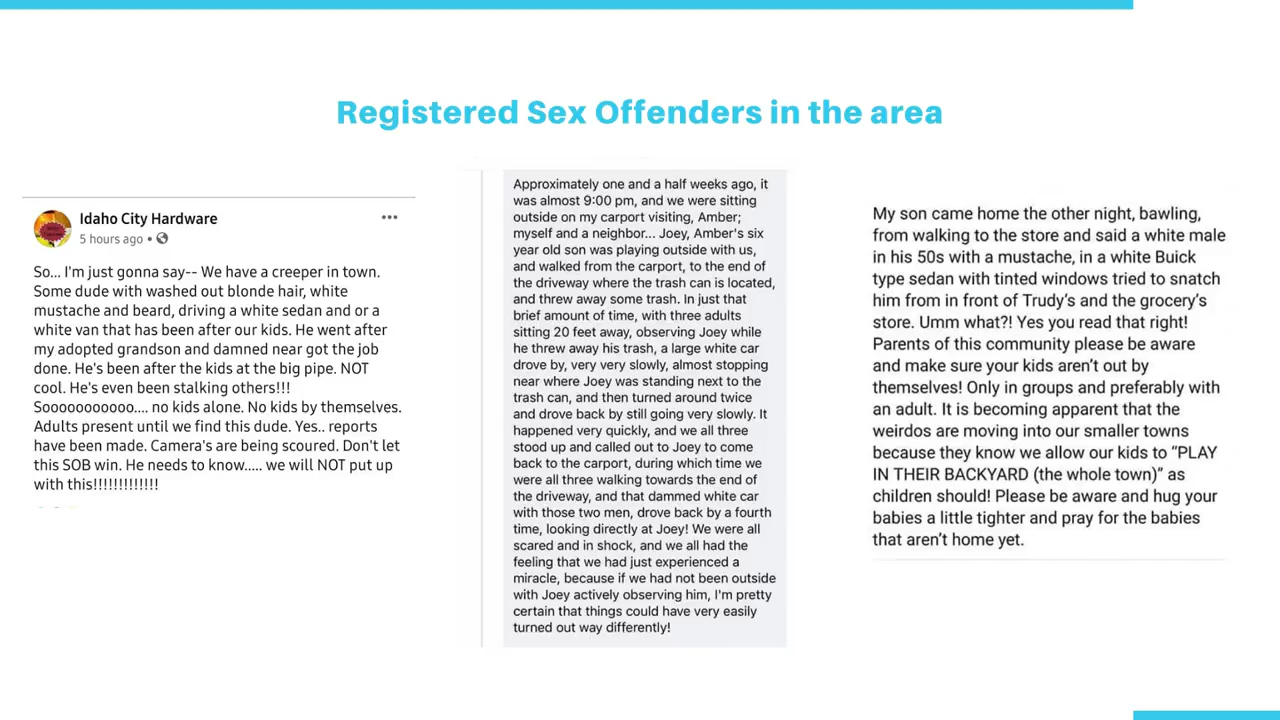 Registered Sex Offenders in the area
Idaho City Hardware
5 hours ago •
So... I'm just gonna say-- We have a creeper in town.
Some dude with washed out blonde hair, white
mustache and beard, driving a white sedan and or a
white van that has been after our kids. He went after
my adopted grandson and damned near got the job
done. He's been after the kids at the big pipe. NOT
cool. He's even been stalking others!!!
Sooooooooooo.... no kids alone. No kids by themselves.
Adults present until we find this dude. Yes.. reports
have been made. Camera's are being scoured. Don't let
this SOB win. He needs to know..... we will NOT put up
with this!!!!!!!!!!!!!
Approximately one and a half weeks ago, it
was almost 9:00 pm, and we were sitting
outside on my carport visiting, Amber;
myself and a neighbor... Joey, Amber's six
year old son was playing outside with us,
and walked from the carport, to the end of
the driveway where the trash can is located,
and threw away some trash. In just that
brief amount of time, with three adults
sitting 20 feet away, observing Joey while
he threw away his trash, a large white car
drove by, very very slowly, almost stopping
near where Joey was standing next to the
trash can, and then turned around twice
and drove back by still going very slowly. It
happened very quickly, and we all three
stood up and called out to Joey to come
back to the carport, during which time we
were all three walking towards the end of
the driveway, and that dammed white car
with those two men, drove back by a fourth
time, looking directly at Joey! We were all
scared and in shock, and we all had the
feeling that we had just experienced a
miracle, because if we had not been outside
with Joey actively observing him, I'm pretty
certain that things could have very easily
turned out way differently!
My son came home the other night, bawling,
from walking to the store and said a white male
in his 50s with a mustache, in a white Buick
type sedan with tinted windows tried to snatch
him from in front of Trudy's and the grocery's
store. Umm what?! Yes you read that right!
Parents of this community please be aware
and make sure your kids aren't out by
themselves! Only in groups and preferably with
an adult. It is becoming apparent that the
weirdos are moving into our smaller towns
because they know we allow our kids to “PLAY
IN THEIR BACKYARD (the whole town)” as
children should! Please be aware and hug your
babies a little tighter and pray for the babies
that aren't home yet.